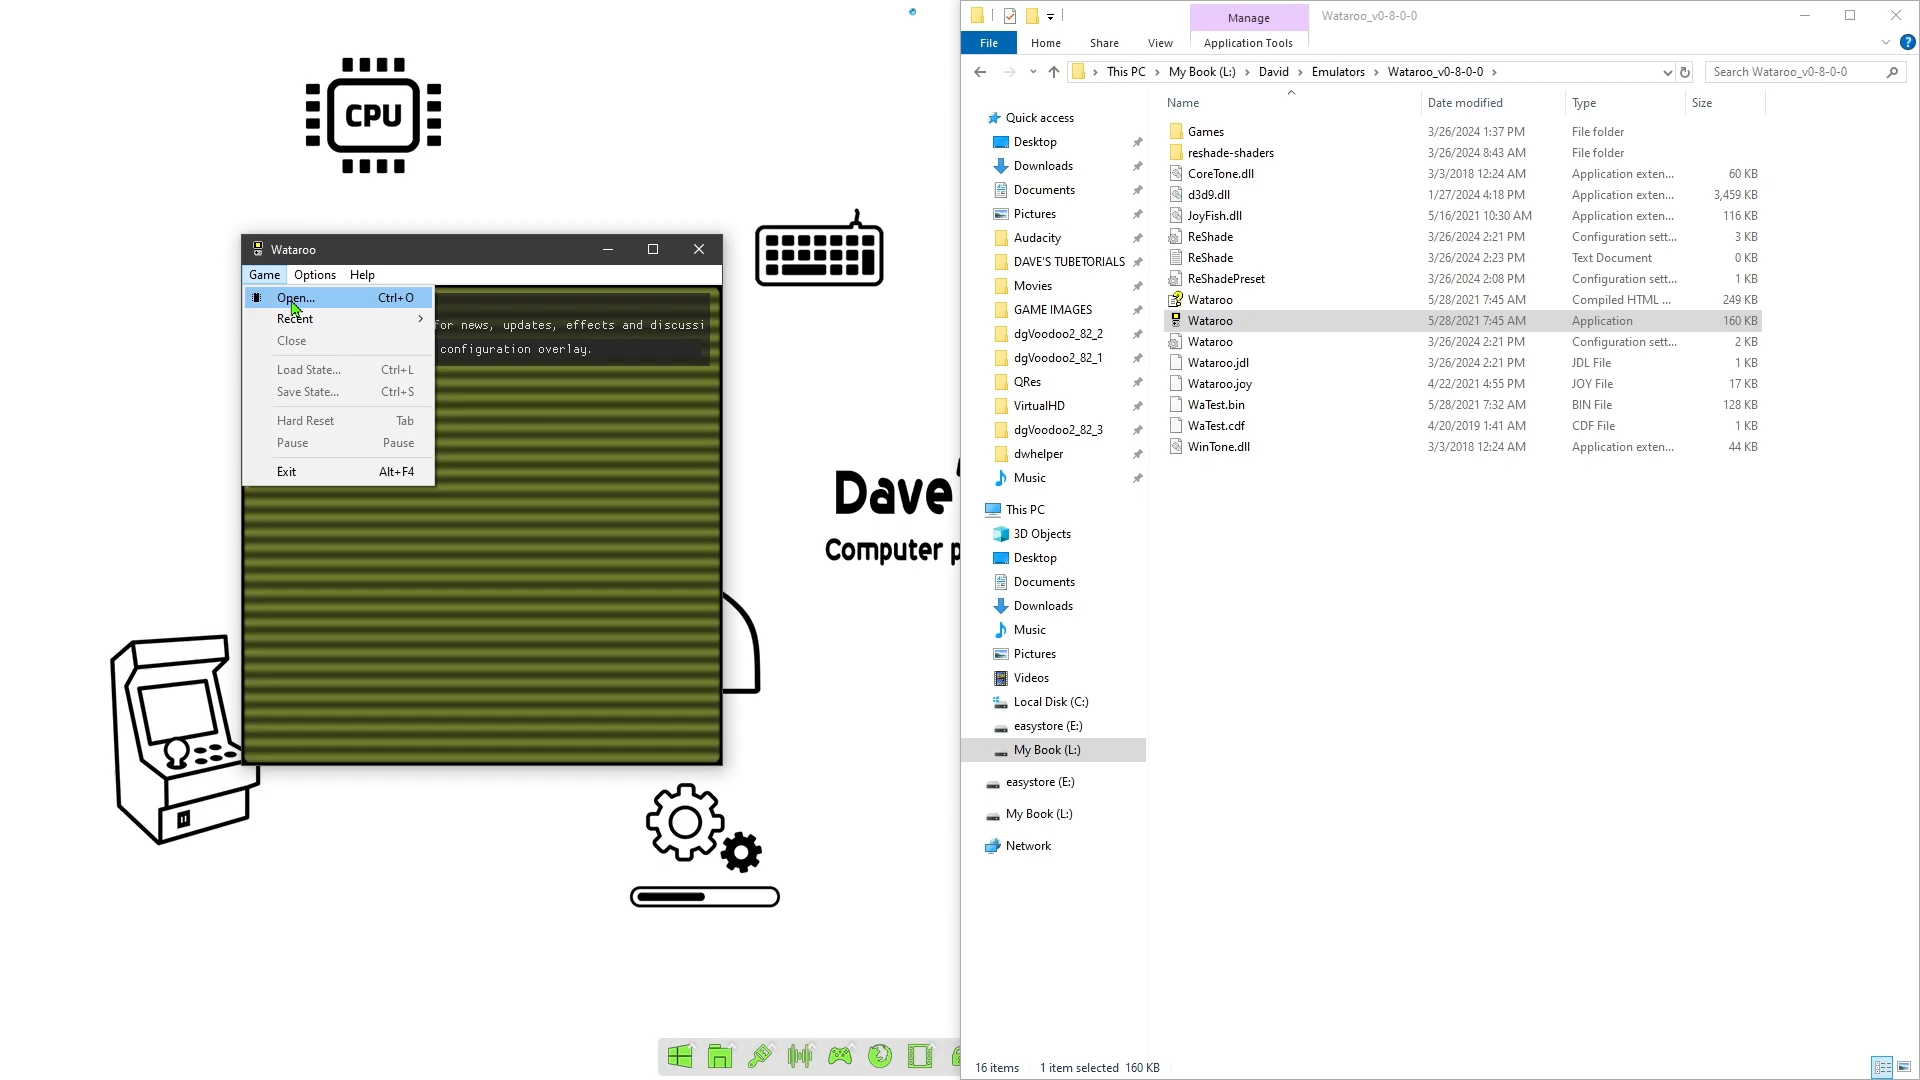 CPU
Dave'
Computer p
Wataroo
Game Options Help
Open... Ctrl+O
Recent
Close
Load State... Ctrl+L
Save State... Ctrl+S
Hard Reset Tab
Pause Pause
Exit Alt+F4
for news, updates, effects and discussi
configuration overlay.
Manage
Wataroo_v0-8-0-0
File Home Share View Application Tools
This PC My Book (L:) David Emulators Wataroo_v0-8-0-0
Search Wataroo_v0-8-0-0
Quick access
Desktop
Downloads
Documents
Pictures
Audacity
DAVE'S TUBETORIALS
Movies
GAME IMAGES
dgVoodoo2_82_2
dgVoodoo2_82_1
QRes
VirtualHD
dgVoodoo2_82_3
dwhelper
Music
This PC
3D Objects
Desktop
Documents
Downloads
Music
Pictures
Videos
Local Disk (C:)
easystore (E:)
My Book (L:)
easystore (E:)
My Book (L:)
Network
Name Date modified Type Size
Games 3/26/2024 1:37 PM File folder
reshade-shaders 3/26/2024 8:43 AM File folder
CoreTone.dll 3/3/2018 12:24 AM Application exten... 60 KB
d3d9.dll 1/27/2024 4:18 PM Application exten... 3,459 KB
JoyFish.dll 5/16/2021 10:30 AM Application exten... 116 KB
ReShade 3/26/2024 2:21 PM Configuration sett... 3 KB
ReShade 3/26/2024 2:23 PM Text Document 0 KB
ReShadePreset 3/26/2024 2:08 PM Configuration sett... 1 KB
Wataroo 5/28/2021 7:45 AM Compiled HTML ... 249 KB
Wataroo 5/28/2021 7:45 AM Application 160 KB
Wataroo 3/26/2024 2:21 PM Configuration sett... 2 KB
Wataroo.jdl 3/26/2024 2:21 PM JDL File 1 KB
Wataroo.joy 4/22/2021 4:55 PM JOY File 17 KB
WaTest.bin 5/28/2021 7:32 AM BIN File 128 KB
WaTest.cdf 4/20/2019 1:41 AM CDF File 1 KB
WinTone.dll 3/3/2018 12:24 AM Application exten... 44 KB
16 items 1 item selected 160 KB